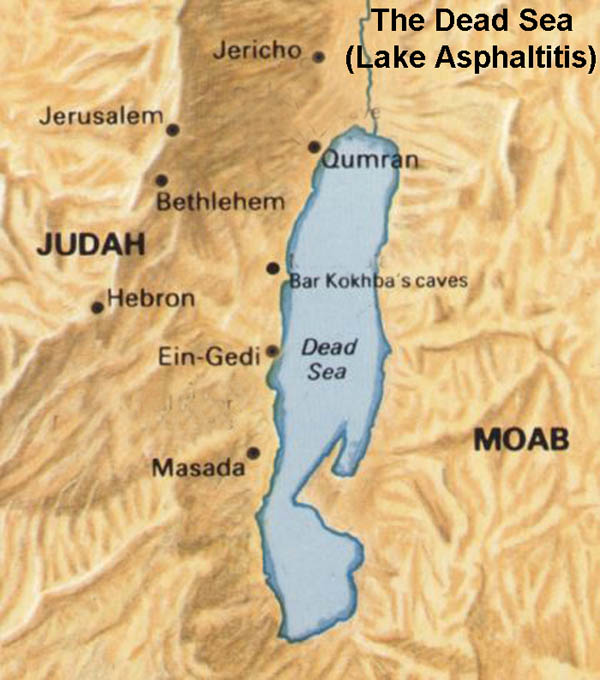 The Dead Sea
(Lake Asphaltitis)
Jericho
Jerusalem
Qumran
Bethlehem
JUDAH
Bar Kokhba's caves
Hebron
Ein-Gedi
Dead
Sea
MOAB
Masada